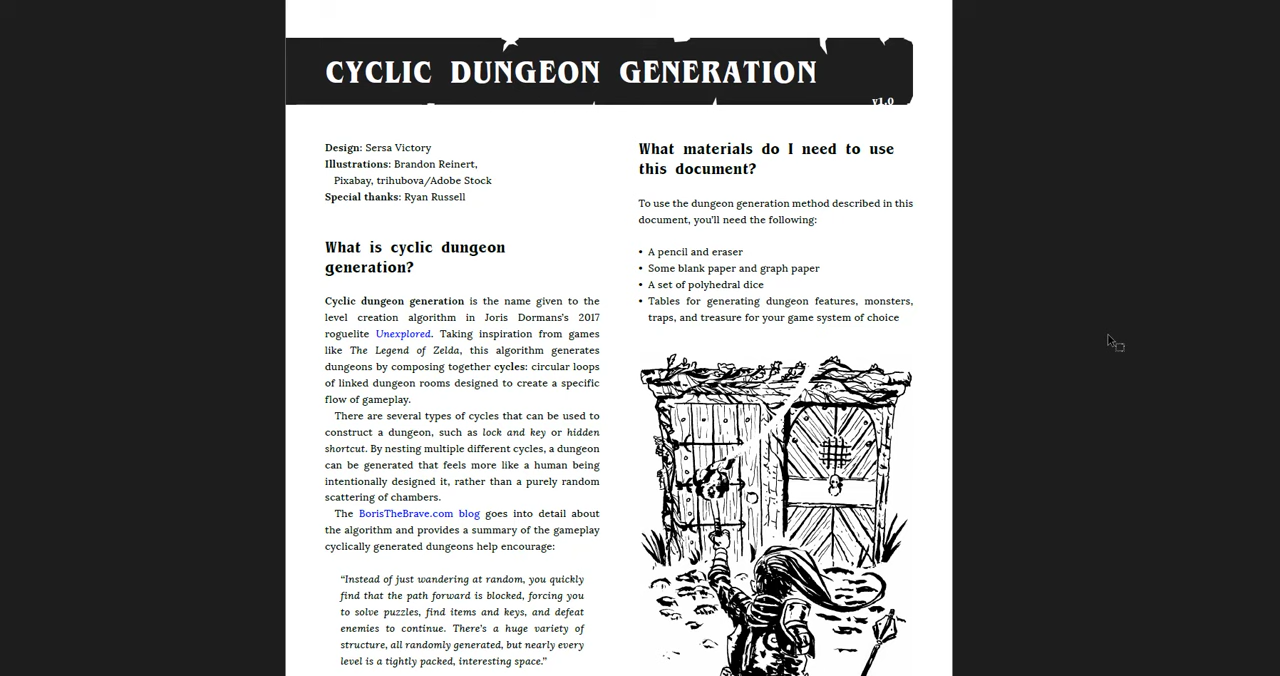 CYCLIC DUNGEON GENERATION
v1.0
Design: Sersa Victory
Illustrations: Brandon Reinert,
Pixabay, trihubova/Adobe Stock
Special thanks: Ryan Russell
What is cyclic dungeon
generation?
Cyclic dungeon generation is the name given to the
level creation algorithm in Joris Dormans's 2017
roguelite Unexplored. Taking inspiration from games
like The Legend of Zelda, this algorithm generates
dungeons by composing together cycles: circular loops
of linked dungeon rooms designed to create a specific
flow of gameplay.
There are several types of cycles that can be used to
construct a dungeon, such as lock and key or hidden
shortcut. By nesting multiple different cycles, a dungeon
can be generated that feels more like a human being
intentionally designed it, rather than a purely random
scattering of chambers.
The BorisTheBrave.com blog goes into detail about
the algorithm and provides a summary of the gameplay
cyclically generated dungeons help encourage:
“Instead of just wandering at random, you quickly
find that the path forward is blocked, forcing you
to solve puzzles, find items and keys, and defeat
enemies to continue. There's a huge variety of
structure, all randomly generated, but nearly every
level is a tightly packed, interesting space.”
What materials do I need to use
this document?
To use the dungeon generation method described in this
document, you'll need the following:
• A pencil and eraser
• Some blank paper and graph paper
• A set of polyhedral dice
• Tables for generating dungeon features, monsters,
traps, and treasure for your game system of choice